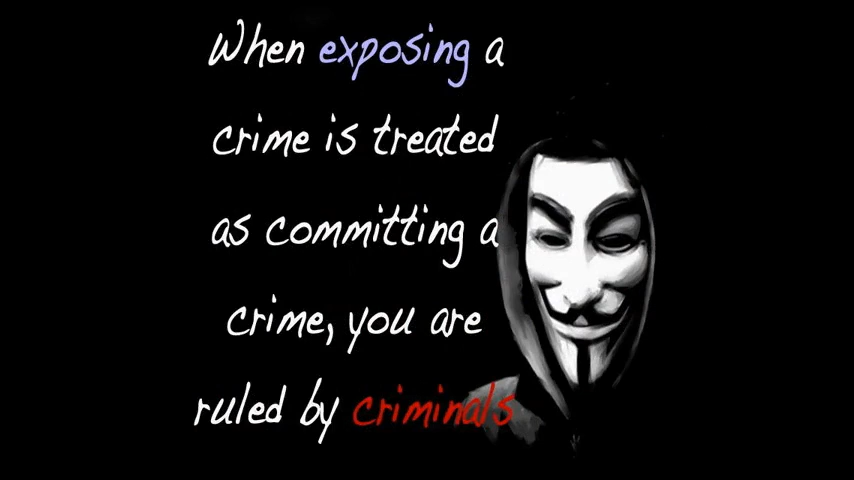 When exposing a
crime is treated
as committing a
crime, you are
ruled by criminals